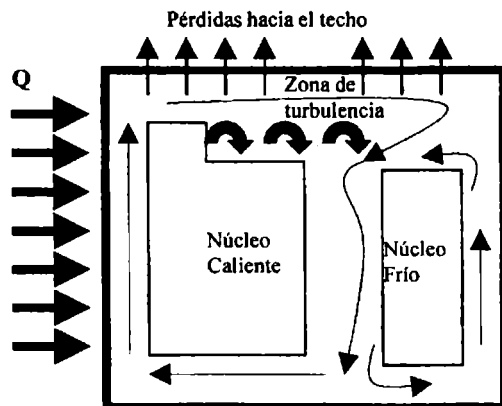 Pérdidas hacia el techo
Q
Zona de
turbulencia
Núcleo
Caliente
Núcleo
Frío